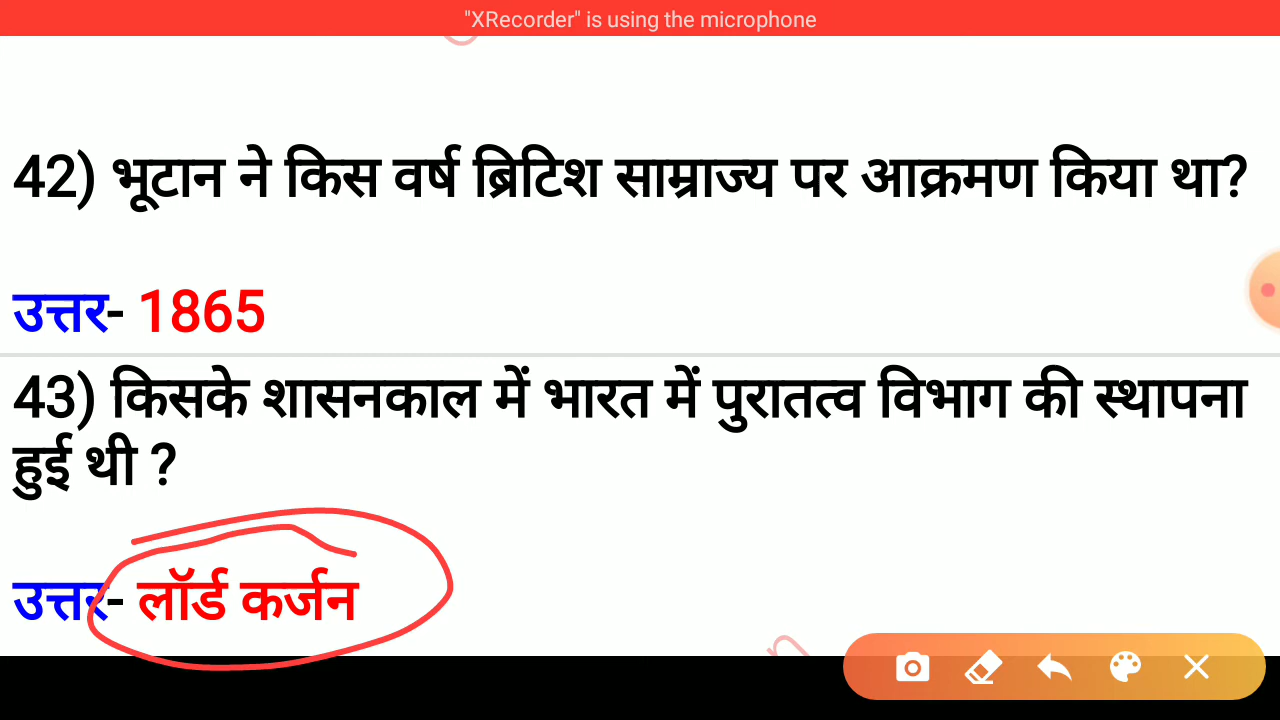 "XRecorder" is using the microphone
42) भूटान ने किस वर्ष ब्रिटिश साम्राज्य पर आक्रमण किया था?
उत्तर- 1865
43) किसके शासनकाल में भारत में पुरातत्व विभाग की स्थापना
हुई थी ?
उत्तर- लॉर्ड कर्जन